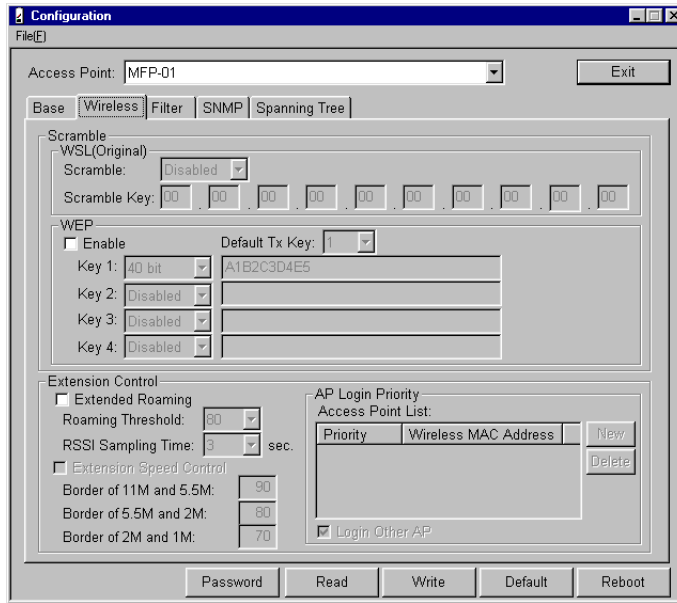 Configuration
File(F)
Access Point: MFP-01 Exit
Base Wireless Filter SNMP Spanning Tree
Scramble
WSL(Original)
Scramble: Disabled
Scramble Key: 00 . 00 . 00 . 00 . 00 . 00 . 00 . 00 . 00 . 00
WEP
Enable Default Tx Key: 1
Key 1: 40 bit A1B2C3D4E5
Key 2: Disabled
Key 3: Disabled
Key 4: Disabled
Extension Control
Extended Roaming
Roaming Threshold: 80
RSSI Sampling Time: 3 sec.
Extension Speed Control
Border of 11M and 5.5M: 90
Border of 5.5M and 2M: 80
Border of 2M and 1M: 70
AP Login Priority
Access Point List:
Priority Wireless MAC Address New
Delete
Login Other AP
Password Read Write Default Reboot